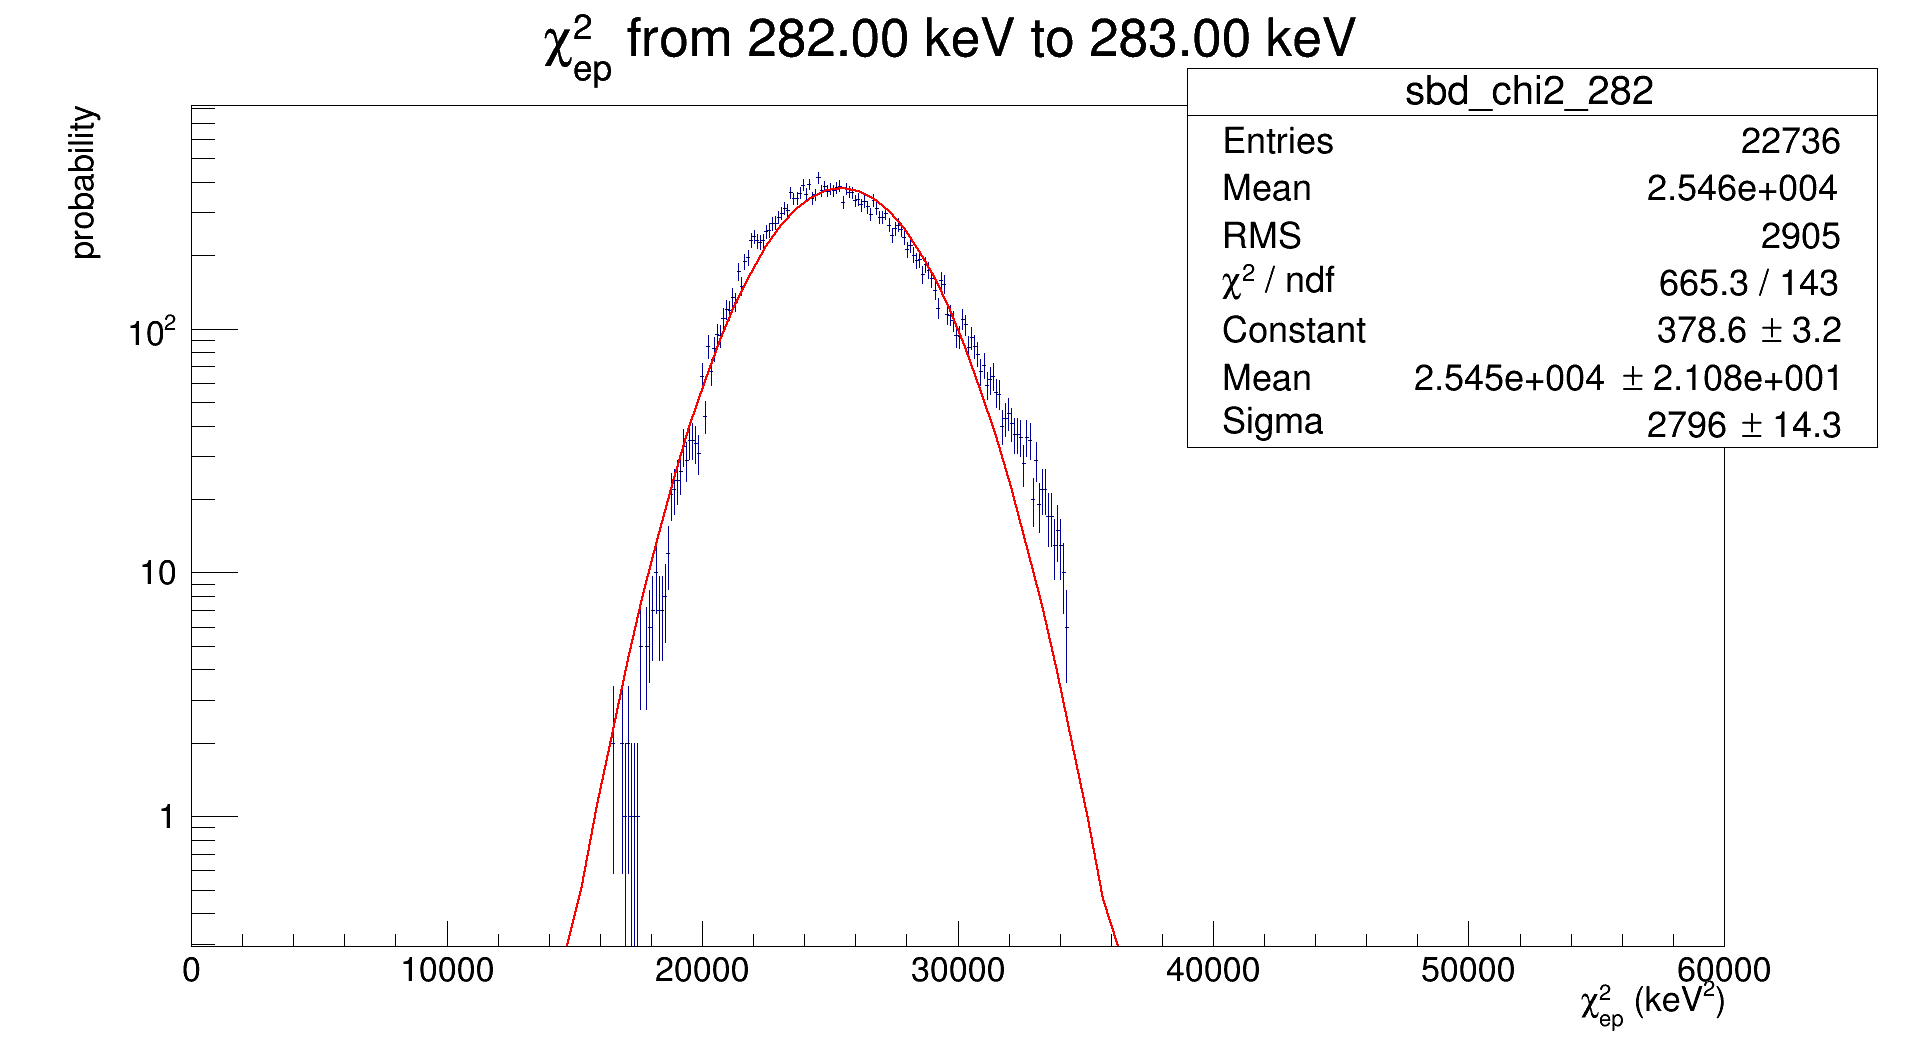 χ²ep from 282.00 keV to 283.00 keV
probability
sbd_chi2_282
Entries 22736
Mean 2.546e+004
RMS 2905
χ² / ndf 665.3 / 143
Constant 378.6 ± 3.2
Mean 2.545e+004 ± 2.108e+001
Sigma 2796 ± 14.3
10²
10
1
0 10000 20000 30000 40000 50000 60000
χ²ep (keV²)